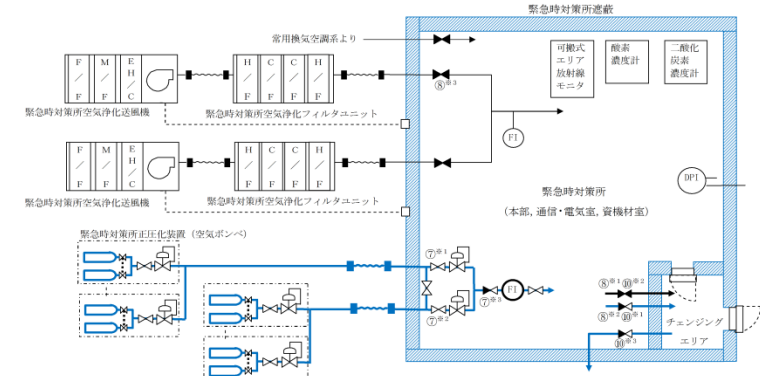 緊急時対策所遮蔽
常用換気空調系より
F/F
M/F
EH/C
H/F
C/F
C/F
H/F
⑧※3
可搬式
エリア
放射線
モニタ
酸素
濃度計
二酸化
炭素
濃度計
緊急時対策所空気浄化送風機
緊急時対策所空気浄化フィルタユニット
FI
F/F
M/F
EH/C
H/F
C/F
C/F
H/F
DPI
緊急時対策所
(本部, 通信・電気室, 資機材室)
緊急時対策所空気浄化送風機
緊急時対策所空気浄化フィルタユニット
緊急時対策所正圧化装置（空気ボンベ）
⑦※1
FI
⑦※3
⑦※2
⑧※1 ⑩※2
⑧※2 ⑩※1
⑩※3
チェンジング
エリア